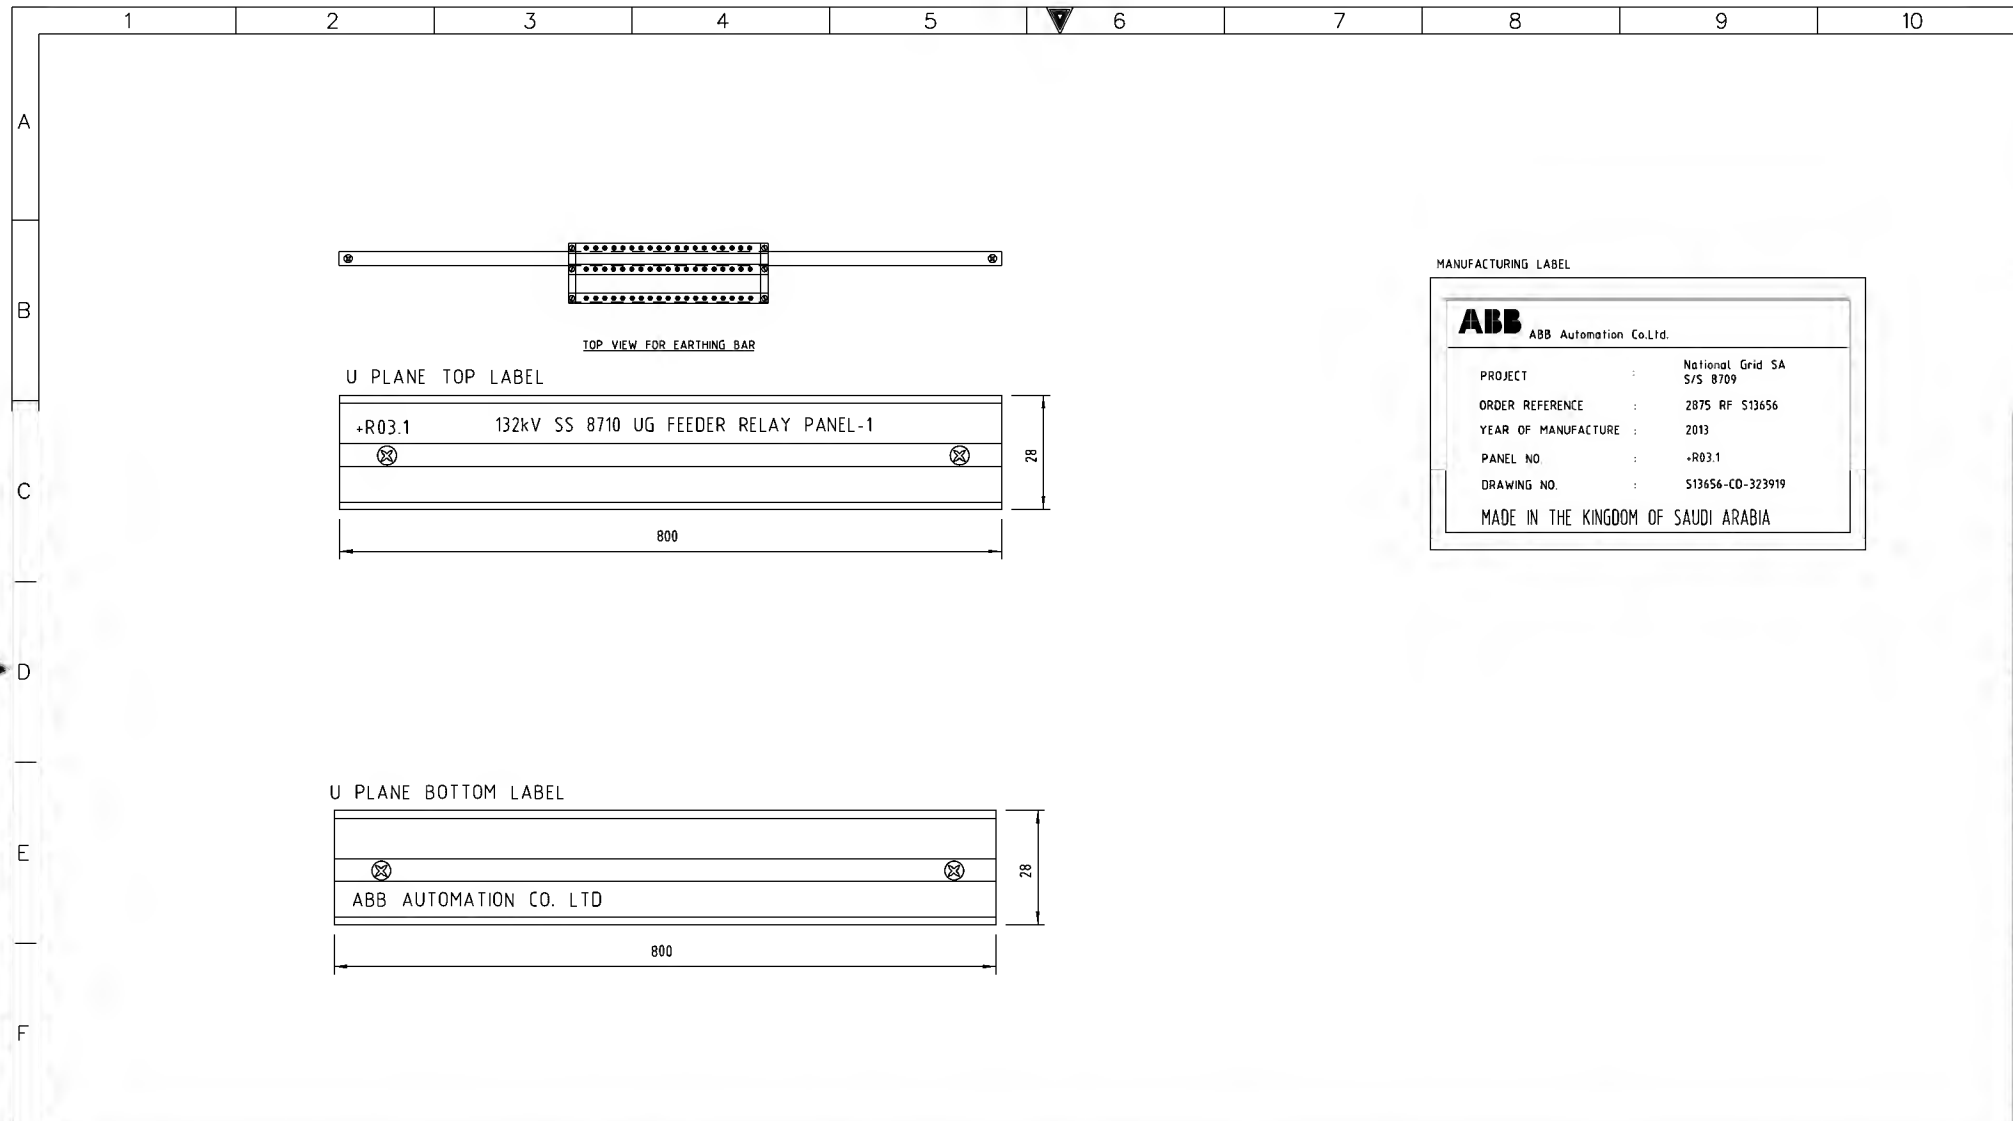 1 2 3 4 5 6 7 8 9 10
A
B
C
D
E
F
TOP VIEW FOR EARTHING BAR
U PLANE TOP LABEL
+R03.1 132kV SS 8710 UG FEEDER RELAY PANEL-1
28
800
U PLANE BOTTOM LABEL
ABB AUTOMATION CO. LTD
28
800
MANUFACTURING LABEL
ABB ABB Automation Co.Ltd.
PROJECT : National Grid SA
S/S 8709
ORDER REFERENCE : 2875 RF S13656
YEAR OF MANUFACTURE : 2013
PANEL NO. : +R03.1
DRAWING NO. : S13656-CD-323919
MADE IN THE KINGDOM OF SAUDI ARABIA